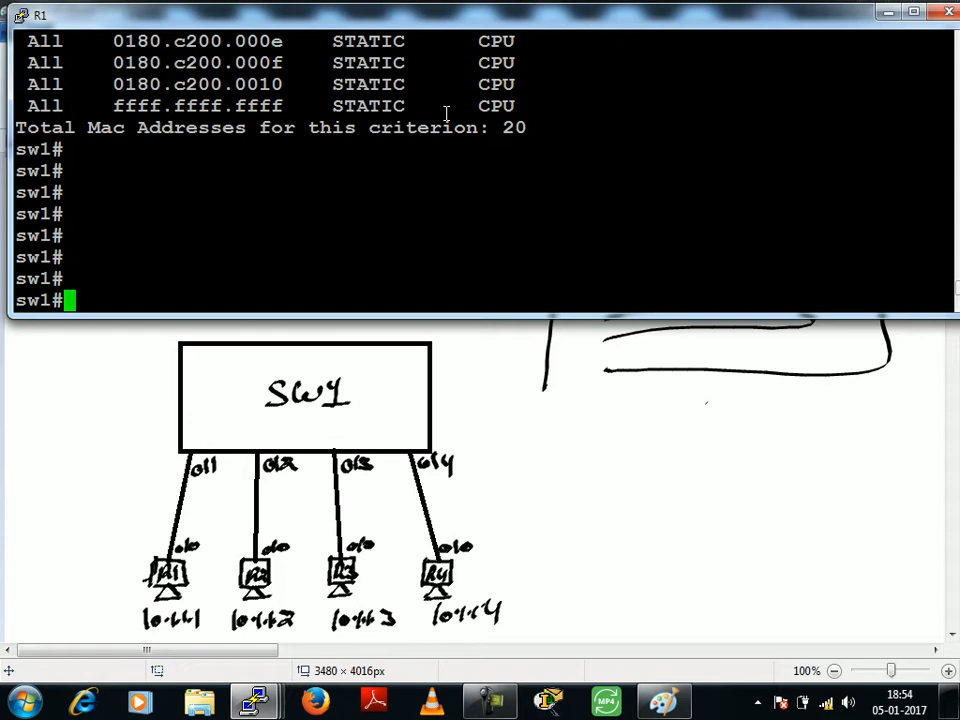 R1
All 0180.c200.000e STATIC CPU
All 0180.c200.000f STATIC CPU
All 0180.c200.0010 STATIC CPU
All ffff.ffff.ffff STATIC CPU
Total Mac Addresses for this criterion: 20
sw1#
sw1#
sw1#
sw1#
sw1#
sw1#
sw1#
sw1#
SW1
0/1 0/2 0/3 0/4
0/0 0/0 0/0 0/0
R1 R2 R3 R4
10.1.1.1 10.1.1.2 10.1.1.3 10.1.1.4
3480 × 4016px
100%
MP4
18:54
05-01-2017